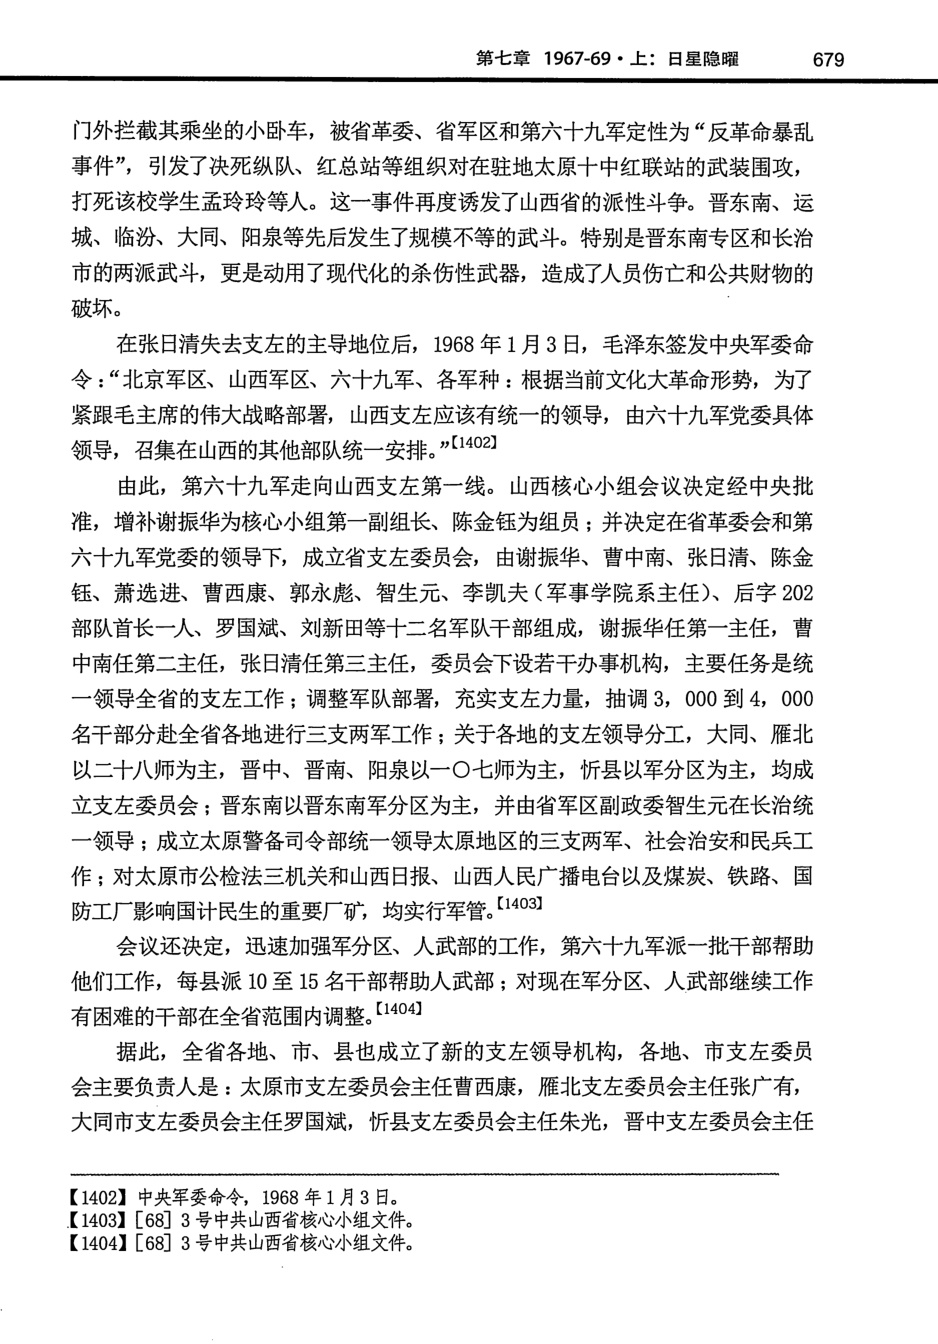 第七章 1967-69·上：日星隐曜 679
门外拦截其乘坐的小卧车，被省革委、省军区和第六十九军定性为“反革命暴乱
事件”，引发了决死纵队、红总站等组织对在驻地太原十中红联站的武装围攻，
打死该校学生孟玲玲等人。这一事件再度诱发了山西省的派性斗争。晋东南、运
城、临汾、大同、阳泉等先后发生了规模不等的武斗。特别是晋东南专区和长治
市的两派武斗，更是动用了现代化的杀伤性武器，造成了人员伤亡和公共财物的
破坏。
在张日清失去支左的主导地位后，1968 年 1 月 3 日，毛泽东签发中央军委命
令：“北京军区、山西军区、六十九军、各军种：根据当前文化大革命形势，为了
紧跟毛主席的伟大战略部署，山西支左应该有统一的领导，由六十九军党委具体
领导，召集在山西的其他部队统一安排。”【1402】
由此，第六十九军走向山西支左第一线。山西核心小组会议决定经中央批
准，增补谢振华为核心小组第一副组长、陈金钰为组员；并决定在省革委会和第
六十九军党委的领导下，成立省支左委员会，由谢振华、曹中南、张日清、陈金
钰、萧选进、曹西康、郭永彪、智生元、李凯夫（军事学院系主任）、后字 202
部队首长一人、罗国斌、刘新田等十二名军队干部组成，谢振华任第一主任，曹
中南任第二主任，张日清任第三主任，委员会下设若干办事机构，主要任务是统
一领导全省的支左工作；调整军队部署，充实支左力量，抽调 3，000 到 4，000
名干部分赴全省各地进行三支两军工作；关于各地的支左领导分工，大同、雁北
以二十八师为主，晋中、晋南、阳泉以一〇七师为主，忻县以军分区为主，均成
立支左委员会；晋东南以晋东南军分区为主，并由省军区副政委智生元在长治统
一领导；成立太原警备司令部统一领导太原地区的三支两军、社会治安和民兵工
作；对太原市公检法三机关和山西日报、山西人民广播电台以及煤炭、铁路、国
防工厂影响国计民生的重要厂矿，均实行军管。【1403】
会议还决定，迅速加强军分区、人武部的工作，第六十九军派一批干部帮助
他们工作，每县派 10 至 15 名干部帮助人武部；对现在军分区、人武部继续工作
有困难的干部在全省范围内调整。【1404】
据此，全省各地、市、县也成立了新的支左领导机构，各地、市支左委员
会主要负责人是：太原市支左委员会主任曹西康，雁北支左委员会主任张广有，
大同市支左委员会主任罗国斌，忻县支左委员会主任朱光，晋中支左委员会主任
【1402】中央军委命令，1968 年 1 月 3 日。
【1403】［68］3 号中共山西省核心小组文件。
【1404】［68］3 号中共山西省核心小组文件。